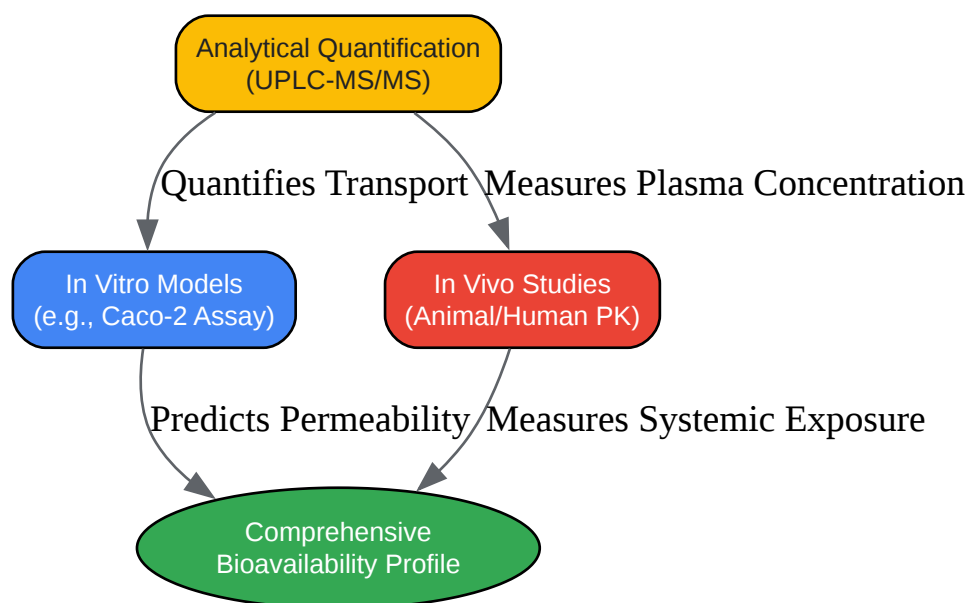 Analytical Quantification
(UPLC-MS/MS)
Quantifies Transport
Measures Plasma Concentration
In Vitro Models
(e.g., Caco-2 Assay)
In Vivo Studies
(Animal/Human PK)
Predicts Permeability
Measures Systemic Exposure
Comprehensive
Bioavailability Profile